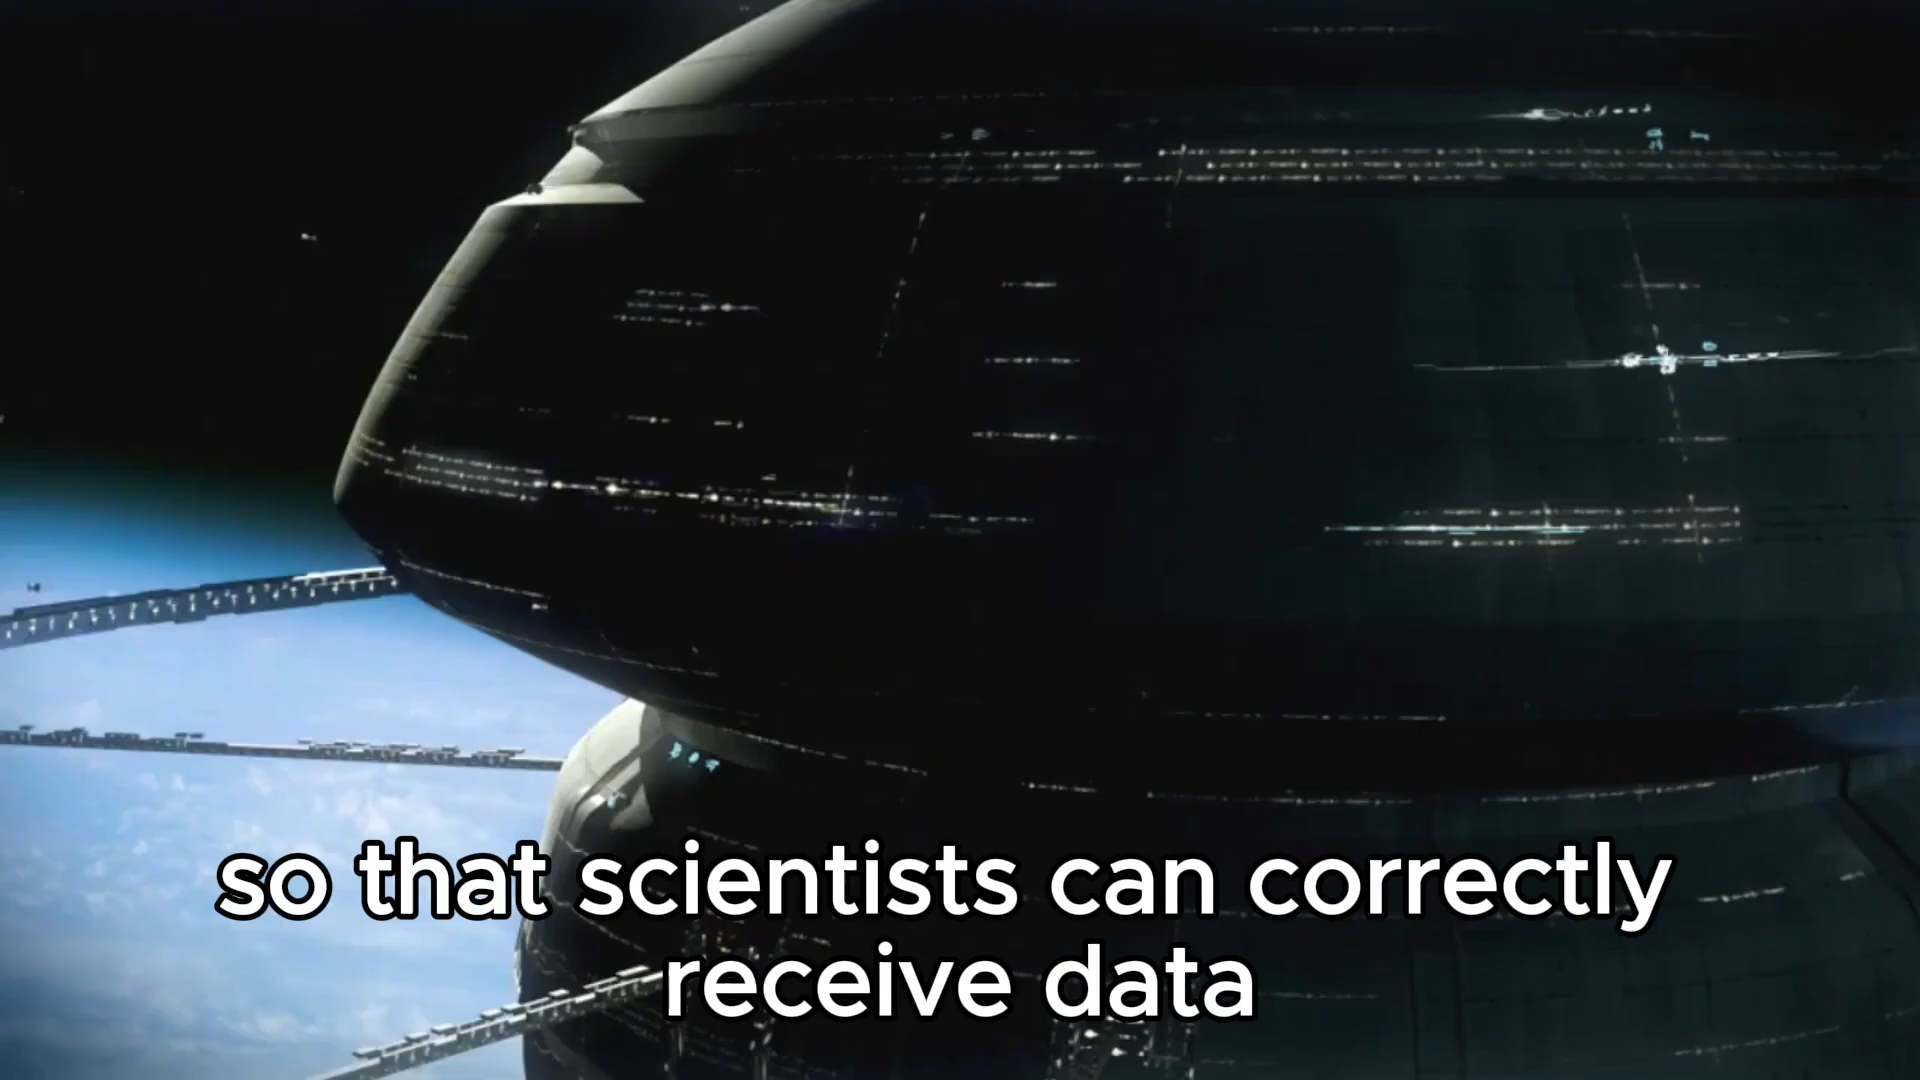 so that scientists can correctly
receive data